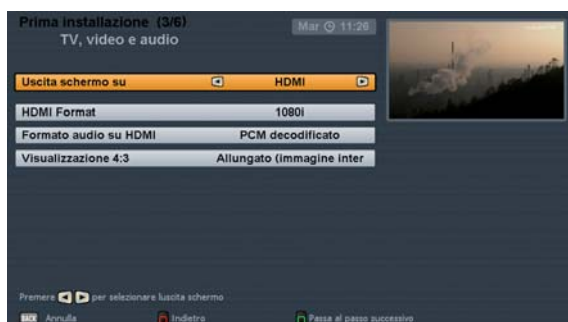 Prima installazione (3/6)
Mar 11:26
TV, video e audio
Uscita schermo su HDMI
HDMI Format 1080i
Formato audio su HDMI PCM decodificato
Visualizzazione 4:3 Allungato (immagine inter
Premere per selezionare luscita schermo
BACK Annulla Indietro Passa al passo successivo